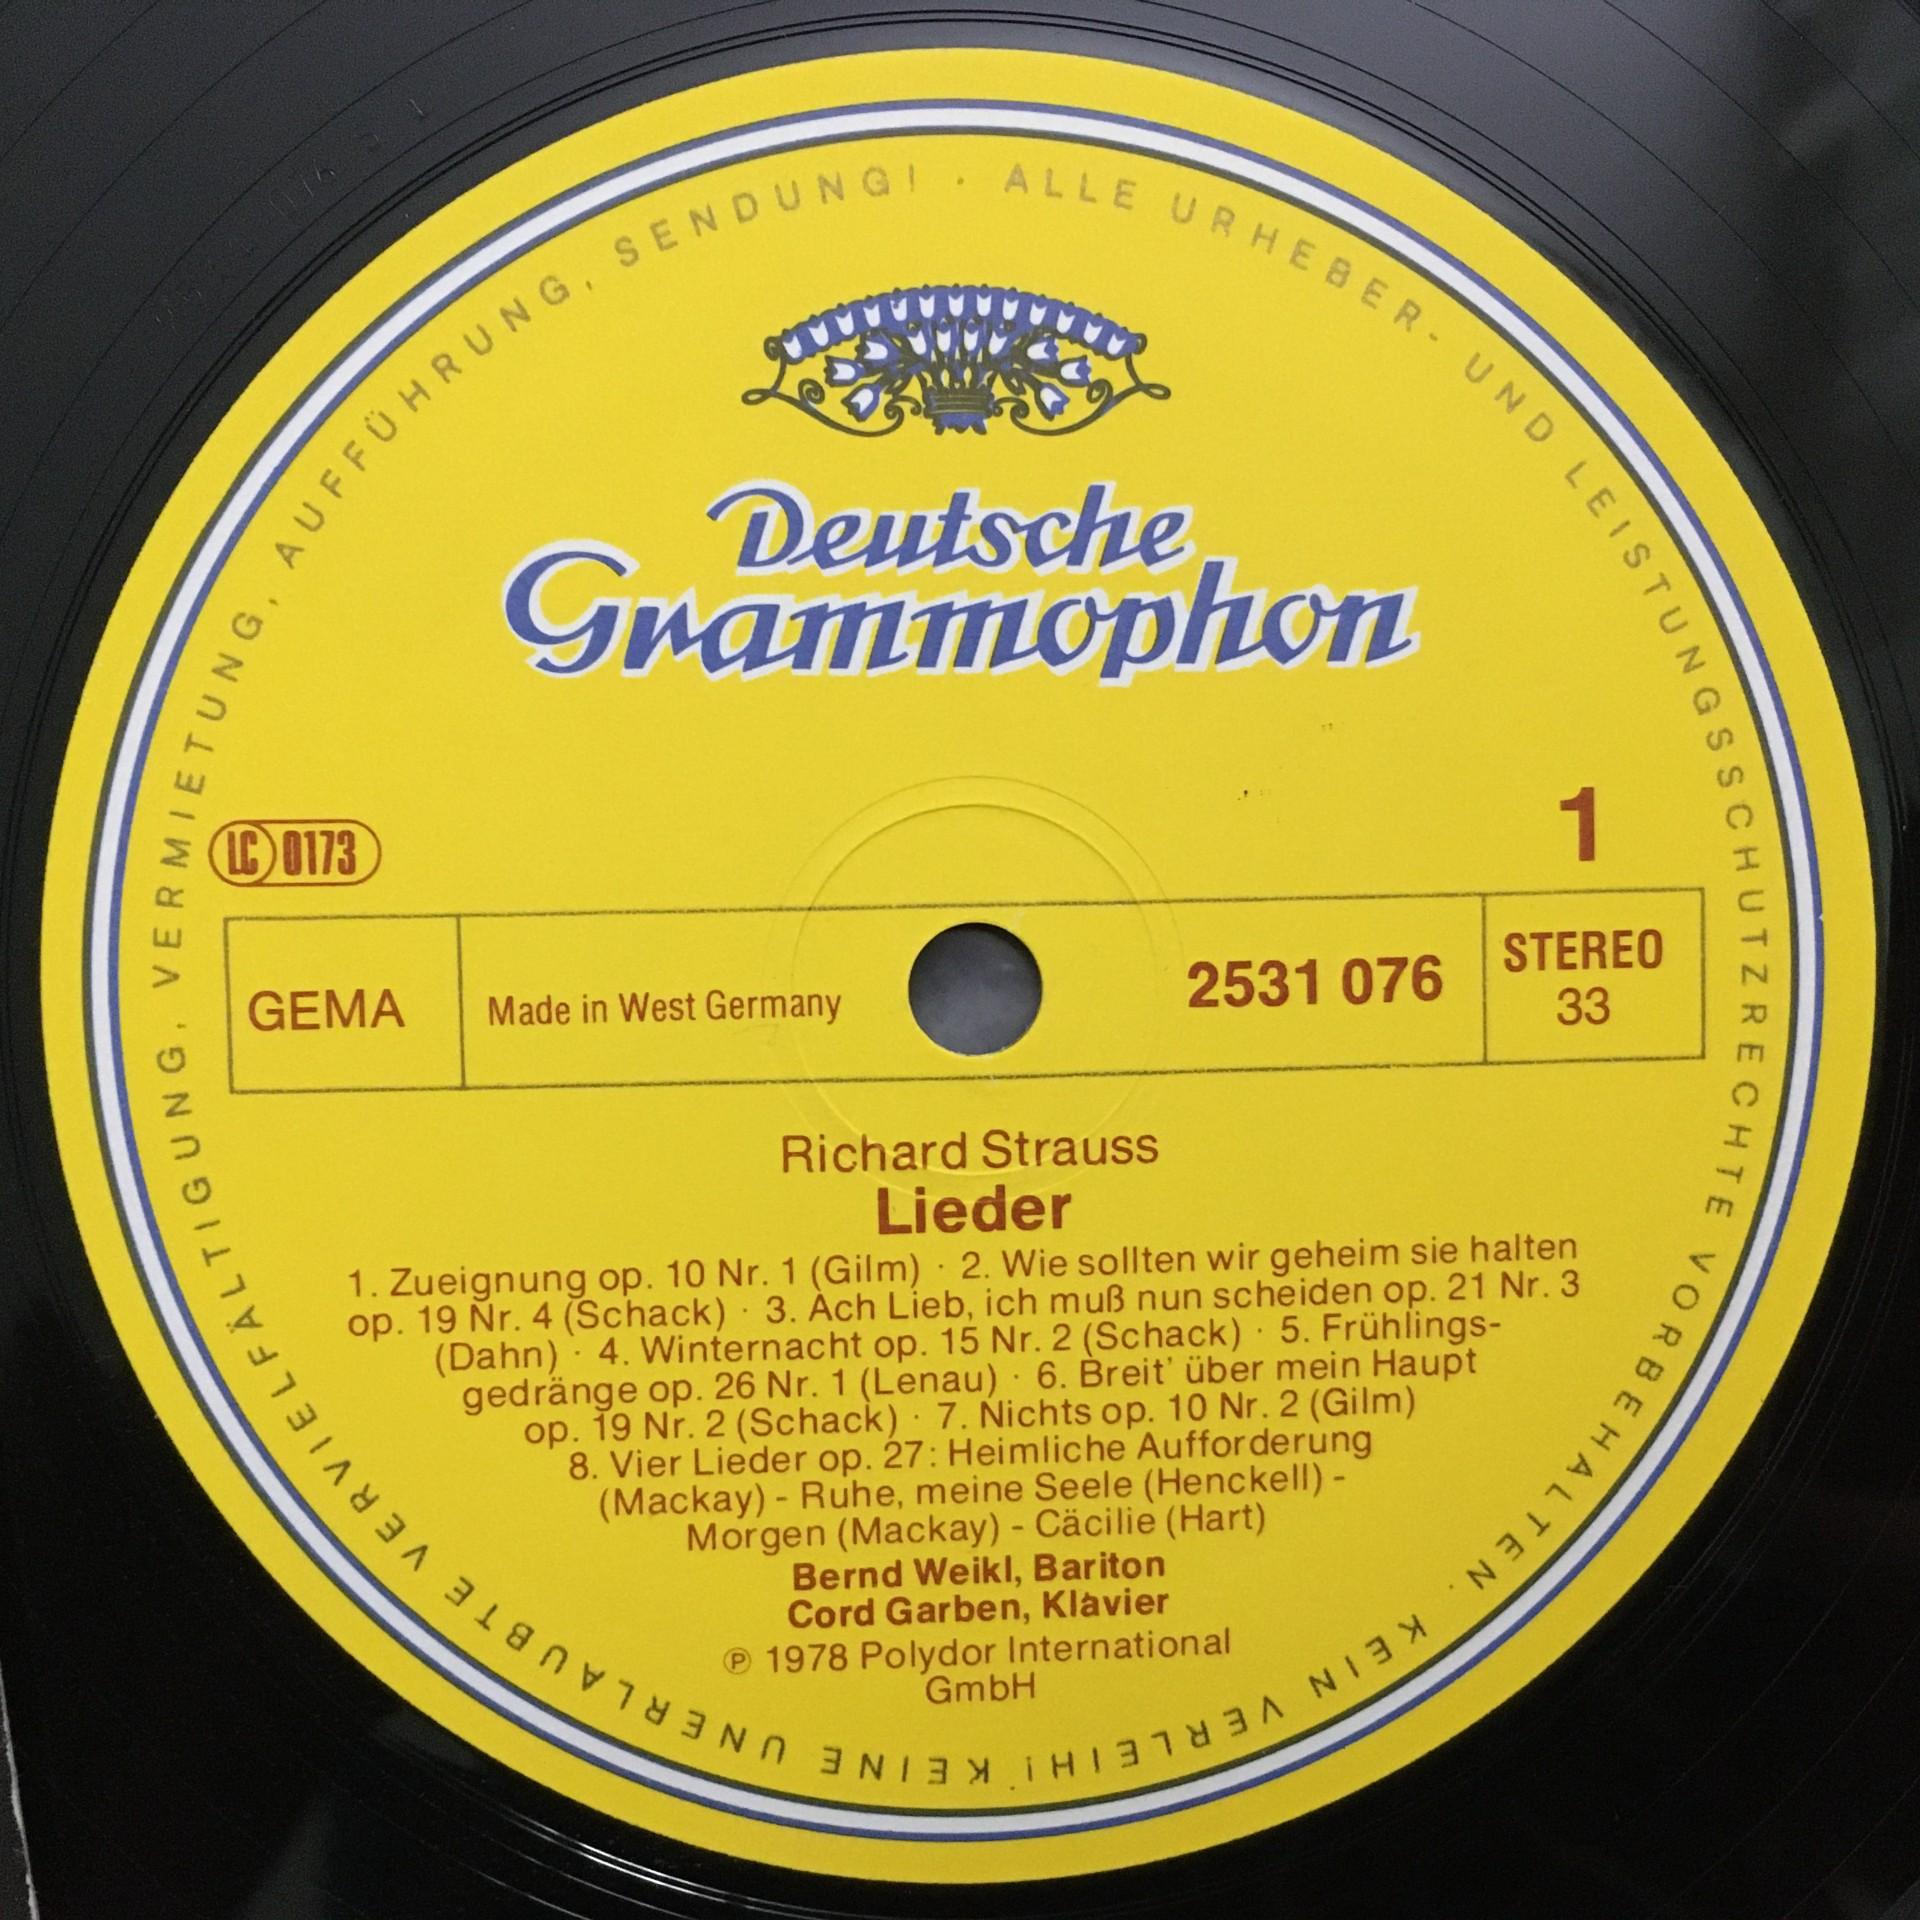 ALLE URHEBER- UND LEISTUNGSSCHUTZRECHTE VORBEHALTEN. KEIN VERLEIH! KEINE UNERLAUBTE VERVIELFÄLTIGUNG, VERMIETUNG, AUFFÜHRUNG, SENDUNG! ·
Deutsche
Grammophon
1
LC 0173
GEMA
Made in West Germany
2531 076
STEREO
33
Richard Strauss
Lieder
1. Zueignung op. 10 Nr. 1 (Gilm) · 2. Wie sollten wir geheim sie halten
op. 19 Nr. 4 (Schack) · 3. Ach Lieb, ich muß nun scheiden op. 21 Nr. 3
(Dahn) · 4. Winternacht op. 15 Nr. 2 (Schack) · 5. Frühlings-
gedränge op. 26 Nr. 1 (Lenau) · 6. Breit' über mein Haupt
op. 19 Nr. 2 (Schack) · 7. Nichts op. 10 Nr. 2 (Gilm)
8. Vier Lieder op. 27: Heimliche Aufforderung
(Mackay) - Ruhe, meine Seele (Henckell) -
Morgen (Mackay) - Cäcilie (Hart)
Bernd Weikl, Bariton
Cord Garben, Klavier
℗ 1978 Polydor International
GmbH